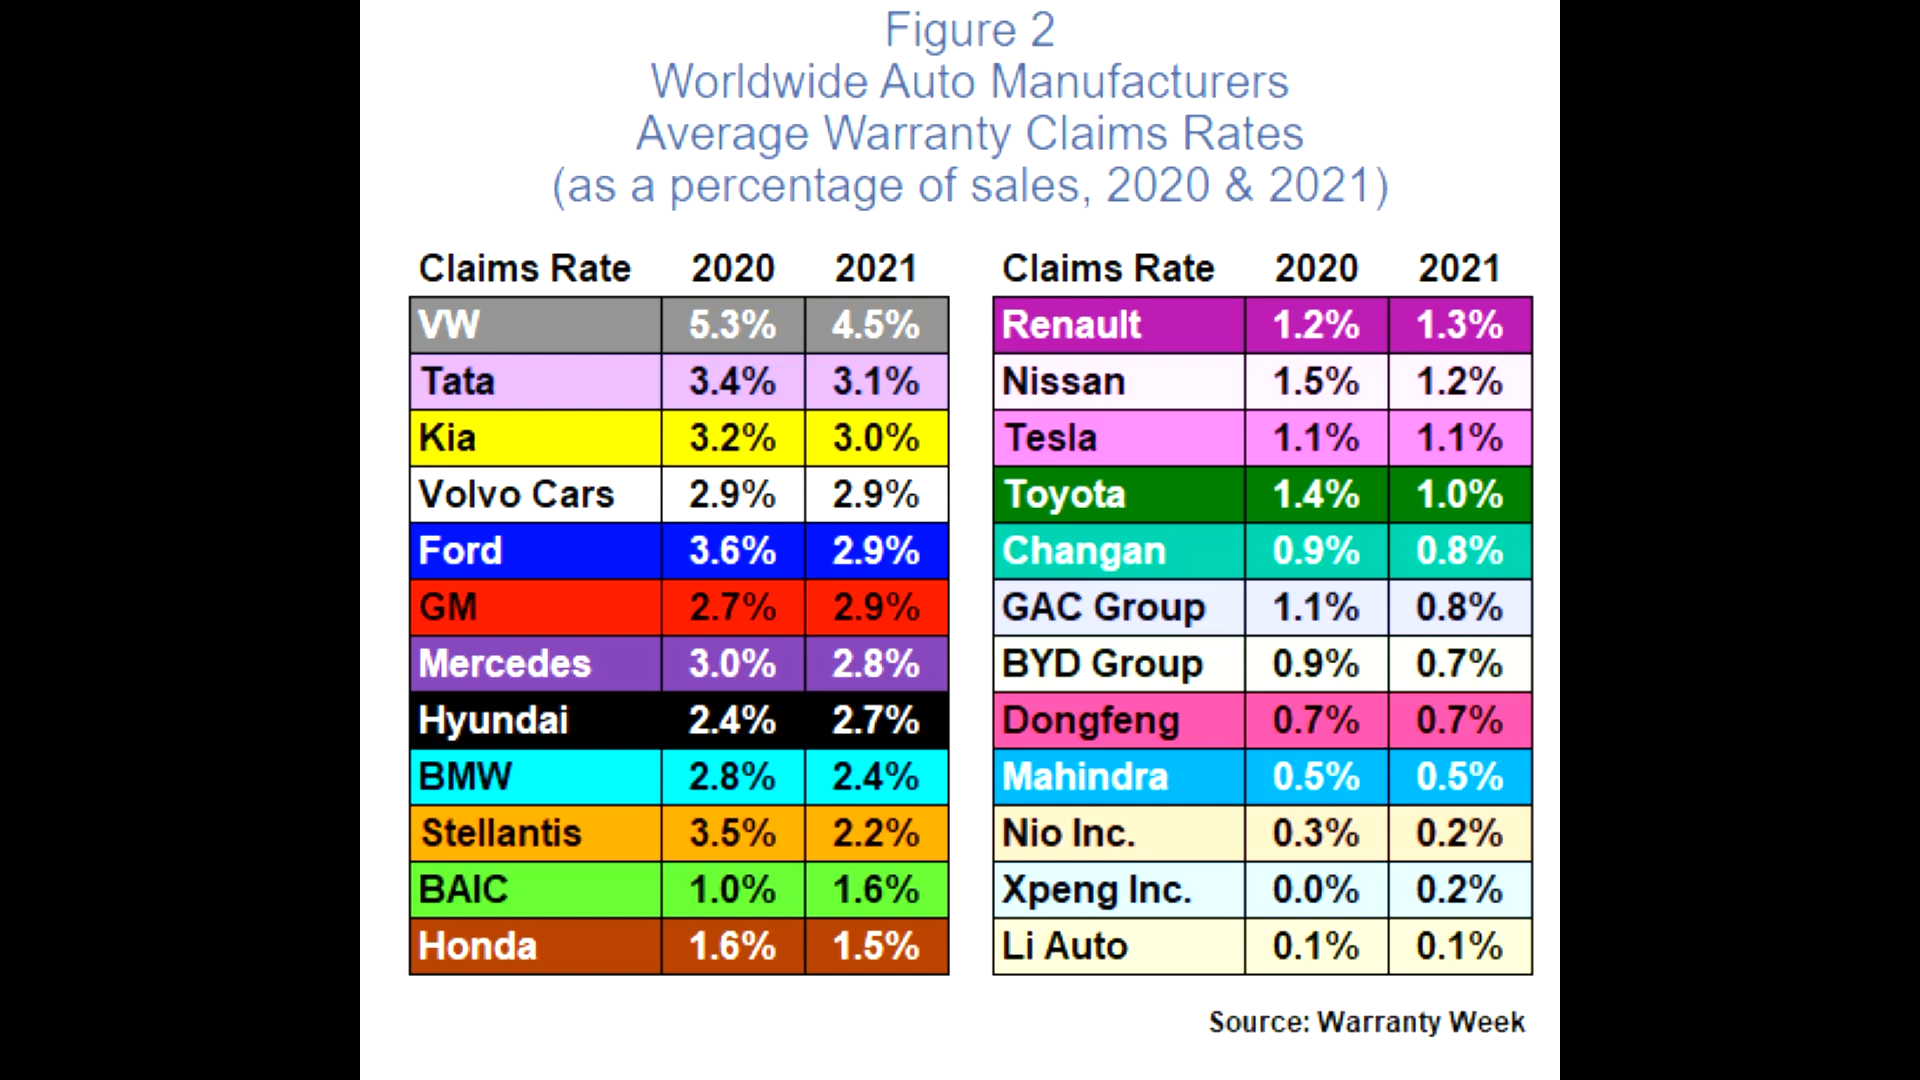 Figure 2
Worldwide Auto Manufacturers
Average Warranty Claims Rates
(as a percentage of sales, 2020 & 2021)
Claims Rate 2020 2021
VW 5.3% 4.5%
Tata 3.4% 3.1%
Kia 3.2% 3.0%
Volvo Cars 2.9% 2.9%
Ford 3.6% 2.9%
GM 2.7% 2.9%
Mercedes 3.0% 2.8%
Hyundai 2.4% 2.7%
BMW 2.8% 2.4%
Stellantis 3.5% 2.2%
BAIC 1.0% 1.6%
Honda 1.6% 1.5%
Claims Rate 2020 2021
Renault 1.2% 1.3%
Nissan 1.5% 1.2%
Tesla 1.1% 1.1%
Toyota 1.4% 1.0%
Changan 0.9% 0.8%
GAC Group 1.1% 0.8%
BYD Group 0.9% 0.7%
Dongfeng 0.7% 0.7%
Mahindra 0.5% 0.5%
Nio Inc. 0.3% 0.2%
Xpeng Inc. 0.0% 0.2%
Li Auto 0.1% 0.1%
Source: Warranty Week